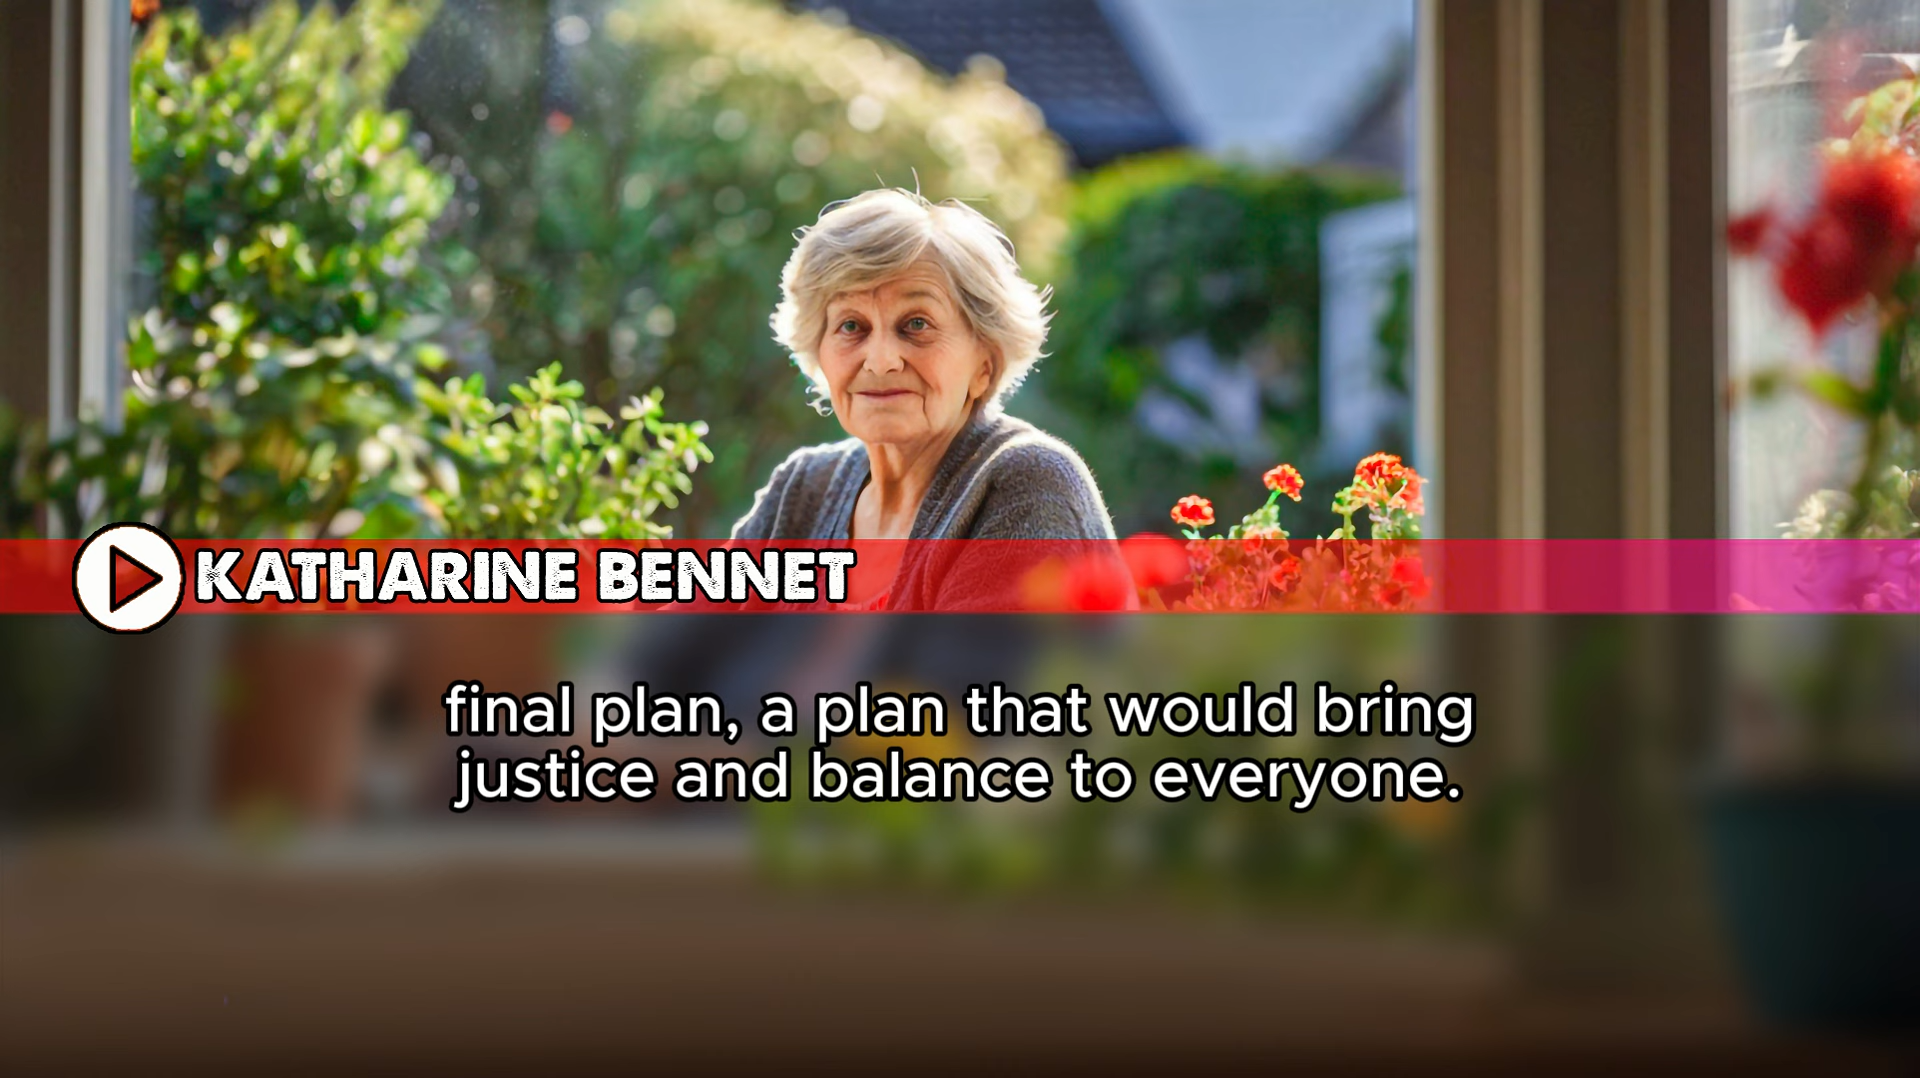 KATHARINE BENNET
final plan, a plan that would bring
justice and balance to everyone.